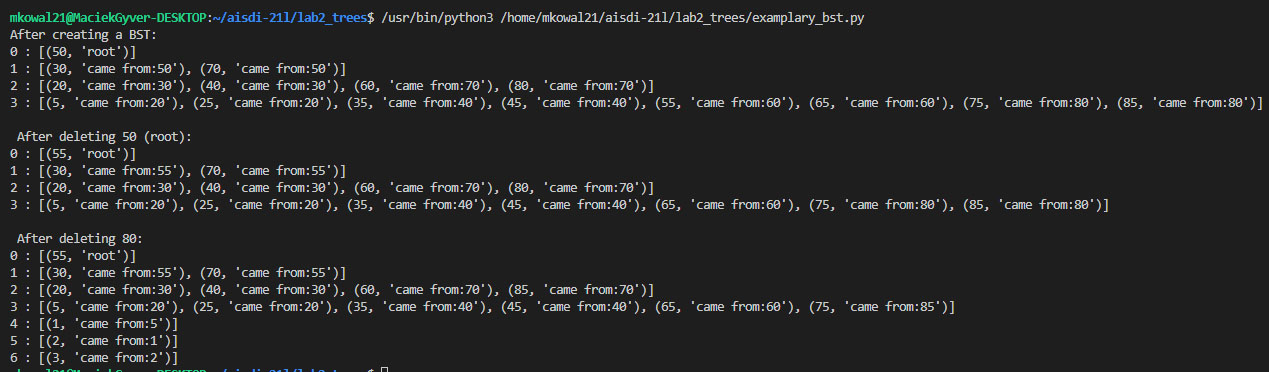 mkowal21@MaciekGyver-DESKTOP:~/aisdi-21l/lab2_trees$ /usr/bin/python3 /home/mkowal21/aisdi-21l/lab2_trees/examplary_bst.py
After creating a BST:
0 : [(50, 'root')]
1 : [(30, 'came from:50'), (70, 'came from:50')]
2 : [(20, 'came from:30'), (40, 'came from:30'), (60, 'came from:70'), (80, 'came from:70')]
3 : [(5, 'came from:20'), (25, 'came from:20'), (35, 'came from:40'), (45, 'came from:40'), (55, 'came from:60'), (65, 'came from:60'), (75, 'came from:80'), (85, 'came from:80')]
After deleting 50 (root):
0 : [(55, 'root')]
1 : [(30, 'came from:55'), (70, 'came from:55')]
2 : [(20, 'came from:30'), (40, 'came from:30'), (60, 'came from:70'), (80, 'came from:70')]
3 : [(5, 'came from:20'), (25, 'came from:20'), (35, 'came from:40'), (45, 'came from:40'), (65, 'came from:60'), (75, 'came from:80'), (85, 'came from:80')]
After deleting 80:
0 : [(55, 'root')]
1 : [(30, 'came from:55'), (70, 'came from:55')]
2 : [(20, 'came from:30'), (40, 'came from:30'), (60, 'came from:70'), (85, 'came from:70')]
3 : [(5, 'came from:20'), (25, 'came from:20'), (35, 'came from:40'), (45, 'came from:40'), (65, 'came from:60'), (75, 'came from:85')]
4 : [(1, 'came from:5')]
5 : [(2, 'came from:1')]
6 : [(3, 'came from:2')]
mkowal21@MaciekGyver-DESKTOP:~/aisdi-21l/lab2_trees$